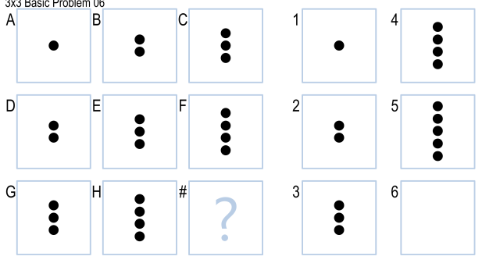 3x3 Basic Problem 06
A B C 1 4
D E F 2 5
G H # ? 3 6